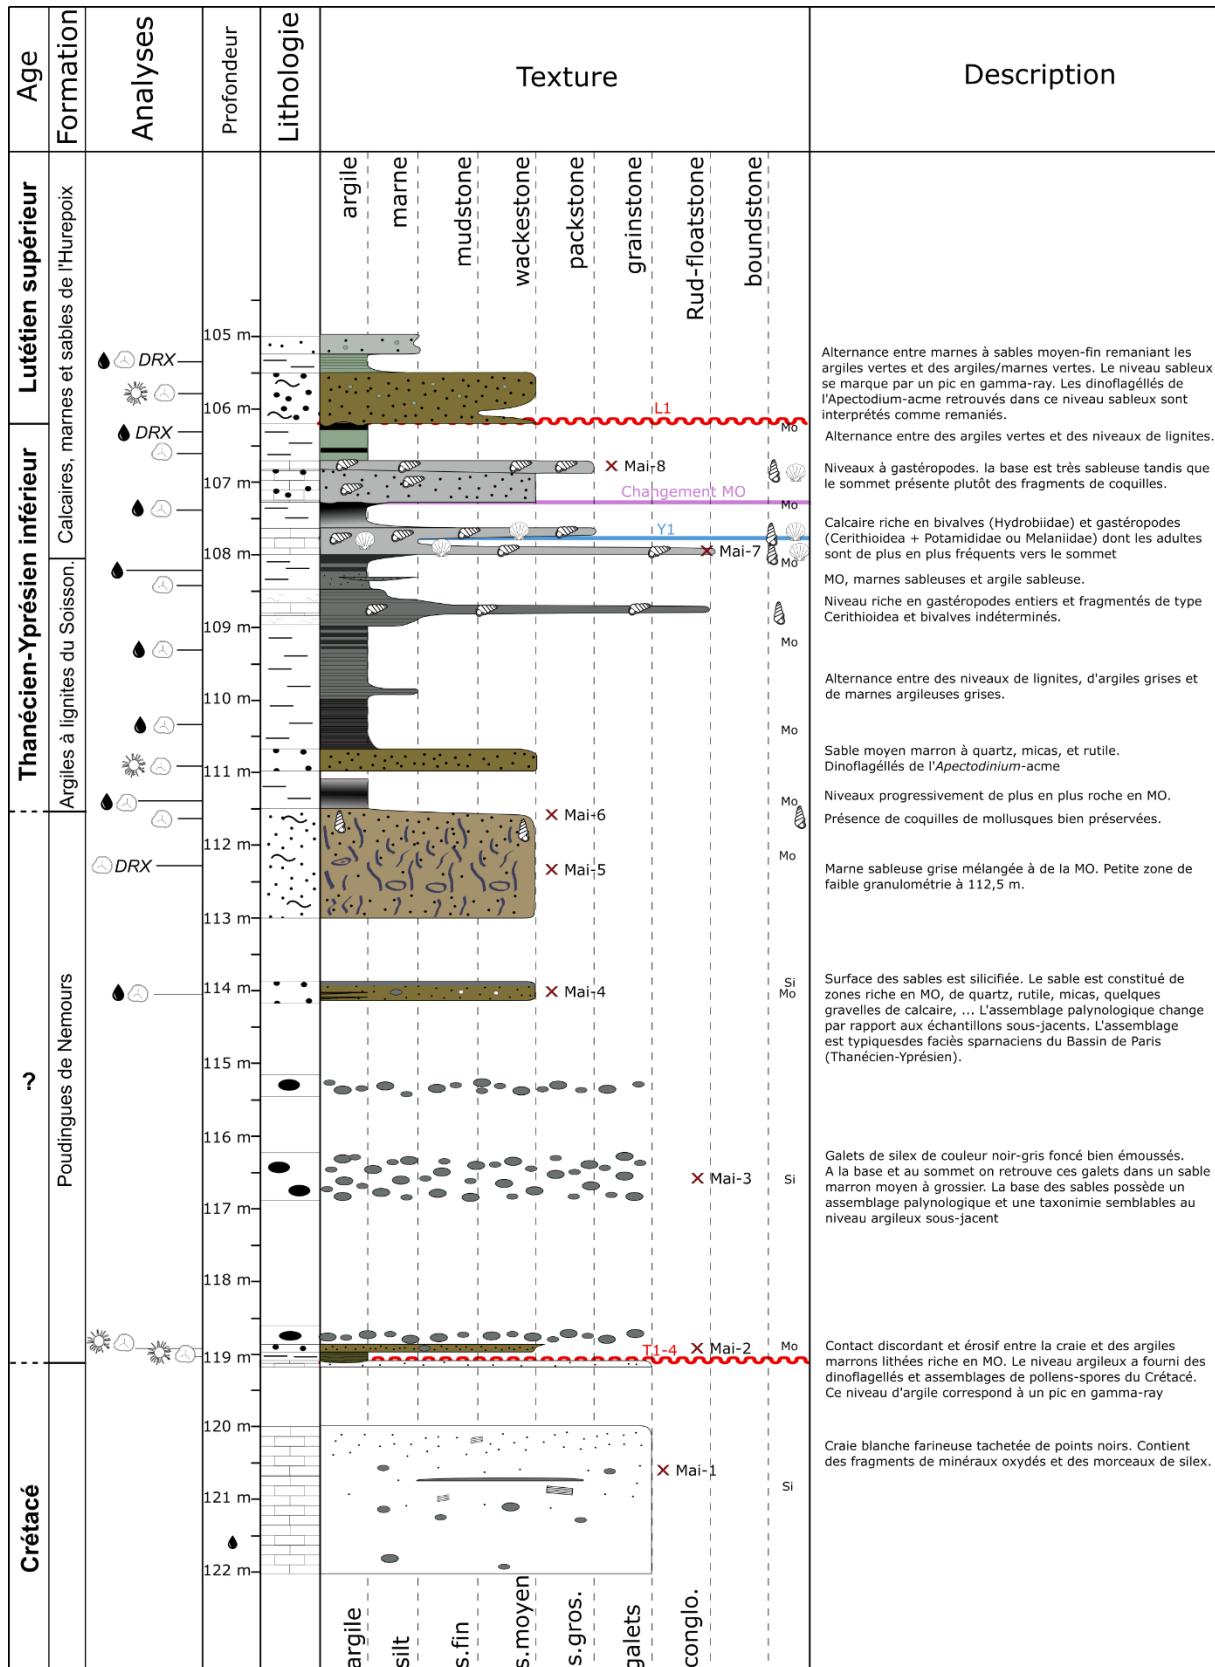 Age
Formation
Analyses
Profondeur
Lithologie
Texture
Description
argile
marne
mudstone
wackestone
packstone
grainstone
Rud-floatstone
boundstone
Lutétien supérieur
Thanécien-Yprésien inférieur
?
Crétacé
Calcaires, marnes et sables de l'Hurepoix
Argiles à lignites du Soisson.
Poudingues de Nemours
105 m
106 m
107 m
108 m
109 m
110 m
111 m
112 m
113 m
114 m
115 m
116 m
117 m
118 m
119 m
120 m
121 m
122 m
DRX
DRX
DRX
L1
Changement MO
Y1
T1-4
Mai-8
Mai-7
Mai-6
Mai-5
Mai-4
Mai-3
Mai-2
Mai-1
Mo
Mo
Mo
Mo
Mo
Mo
Mo
Si
Mo
Si
Mo
Si
Alternance entre marnes à sables moyen-fin remaniant les
argiles vertes et des argiles/marnes vertes. Le niveau sableux
se marque par un pic en gamma-ray. Les dinoflagéllés de
l'Apectodium-acme retrouvés dans ce niveau sableux sont
interprétés comme remaniés.
Alternance entre des argiles vertes et des niveaux de lignites.
Niveaux à gastéropodes. la base est très sableuse tandis que
le sommet présente plutôt des fragments de coquilles.
Calcaire riche en bivalves (Hydrobiidae) et gastéropodes
(Cerithioidea + Potamididae ou Melaniidae) dont les adultes
sont de plus en plus fréquents vers le sommet
MO, marnes sableuses et argile sableuse.
Niveau riche en gastéropodes entiers et fragmentés de type
Cerithioidea et bivalves indéterminés.
Alternance entre des niveaux de lignites, d'argiles grises et
de marnes argileuses grises.
Sable moyen marron à quartz, micas, et rutile.
Dinoflagéllés de l'Apectodinium-acme
Niveaux progressivement de plus en plus roche en MO.
Présence de coquilles de mollusques bien préservées.
Marne sableuse grise mélangée à de la MO. Petite zone de
faible granulométrie à 112,5 m.
Surface des sables est silicifiée. Le sable est constitué de
zones riche en MO, de quartz, rutile, micas, quelques
gravelles de calcaire, ... L'assemblage palynologique change
par rapport aux échantillons sous-jacents. L'assemblage
est typiquesdes faciès sparnaciens du Bassin de Paris
(Thanécien-Yprésien).
Galets de silex de couleur noir-gris foncé bien émoussés.
A la base et au sommet on retrouve ces galets dans un sable
marron moyen à grossier. La base des sables possède un
assemblage palynologique et une taxonimie semblables au
niveau argileux sous-jacent
Contact discordant et érosif entre la craie et des argiles
marrons lithées riche en MO. Le niveau argileux a fourni des
dinoflagellés et assemblages de pollens-spores du Crétacé.
Ce niveau d'argile correspond à un pic en gamma-ray
Craie blanche farineuse tachetée de points noirs. Contient
des fragments de minéraux oxydés et des morceaux de silex.
argile
silt
s.fin
s.moyen
s.gros.
galets
conglo.